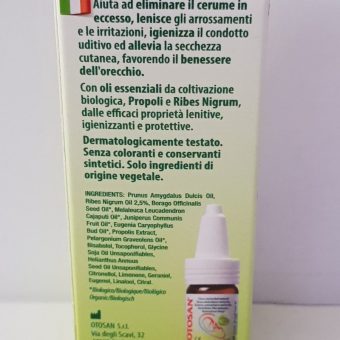 Aiuta ad eliminare il cerume in
eccesso, lenisce gli arrossamenti
e le irritazioni, igienizza il condotto
uditivo ed allevia la secchezza
cutanea, favorendo il benessere
dell'orecchio.
Con oli essenziali da coltivazione
biologica, Propoli e Ribes Nigrum,
dalle efficaci proprietà lenitive,
igienizzanti e protettive.
Dermatologicamente testato.
Senza coloranti e conservanti
sintetici. Solo ingredienti di
origine vegetale.
INGREDIENTS: Prunus Amygdalus Dulcis Oil,
Ribes Nigrum Oil 2,5%, Borago Officinalis
Seed Oil*, Melaleuca Leucadendron
Cajaputi Oil*, Juniperus Communis
Fruit Oil*, Eugenia Caryophyllus
Bud Oil*, Propolis Extract,
Pelargonium Graveolens Oil*,
Bisabolol, Tocopherol, Glycine
Soja Oil Unsaponifiables,
Helianthus Annuus
Seed Oil Unsaponifiables,
Citronellol, Limonene, Geraniol,
Eugenol, Linalool, Citral.
*Biologico/Biologique/Biológico
Organic/Biologisch
OTOSAN S.r.l.
Via degli Scavi, 32
OTOSAN